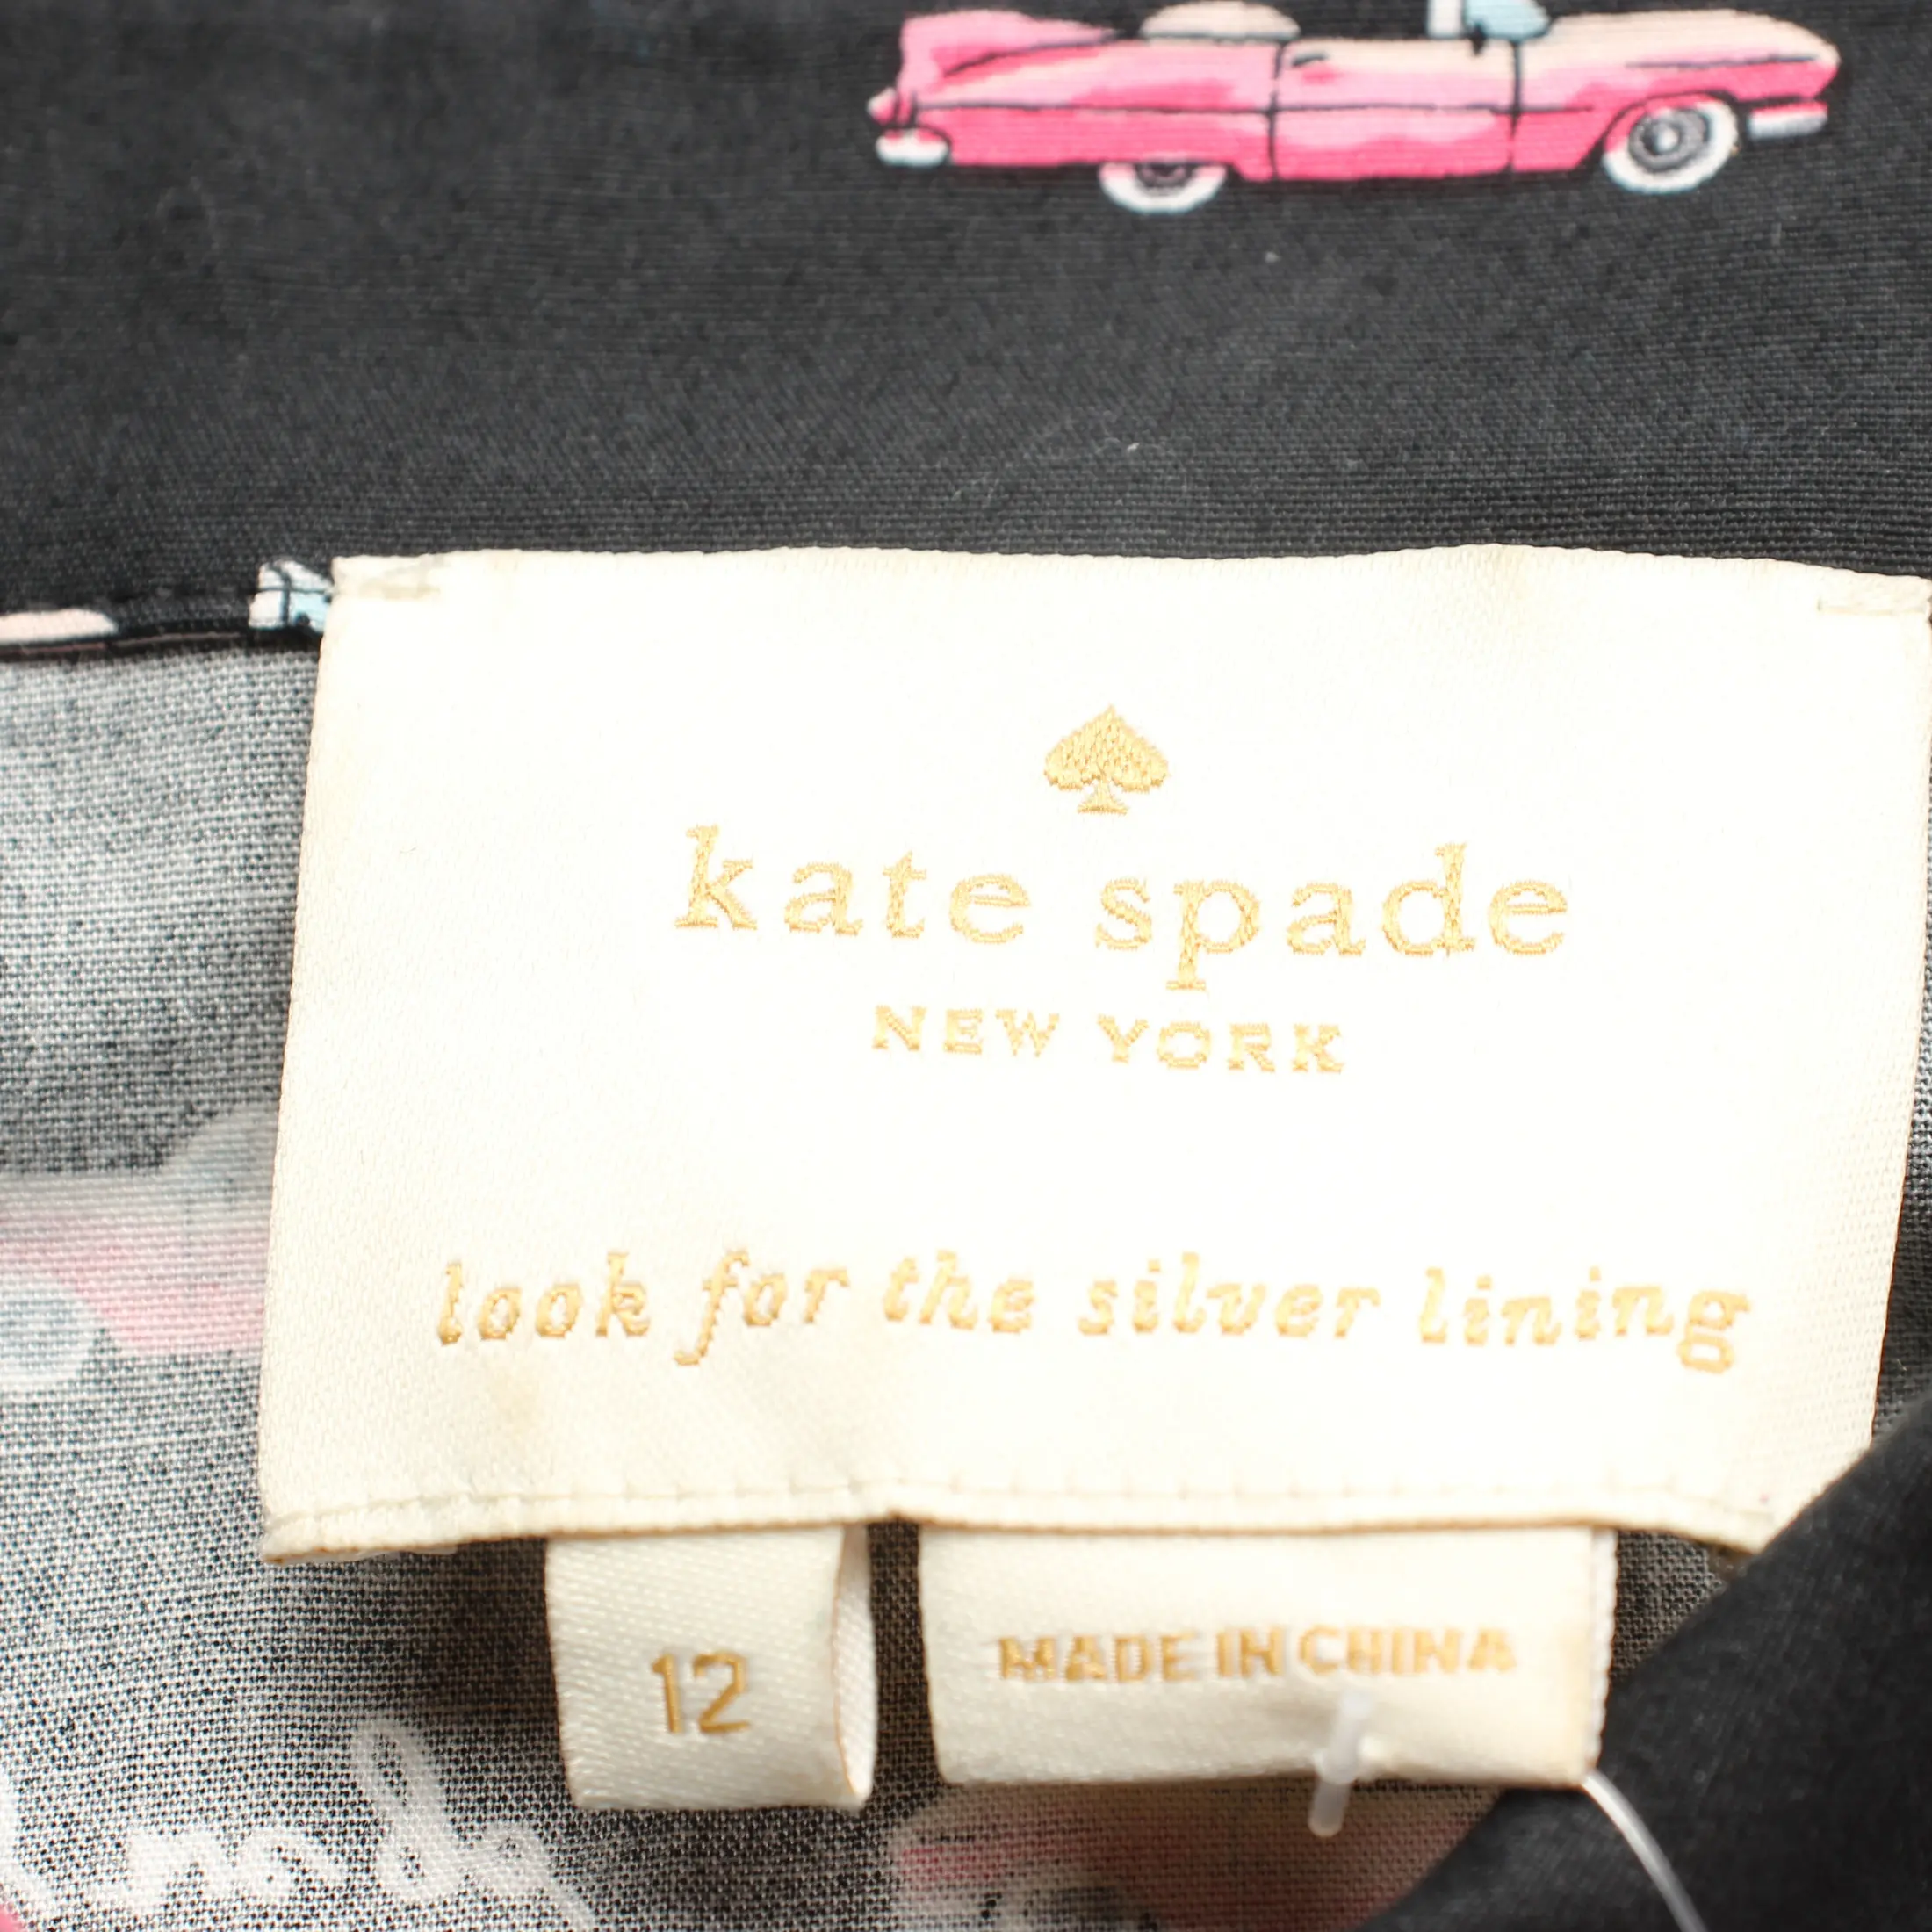 kate spade
NEW YORK
look for the silver lining
12
MADE IN CHINA